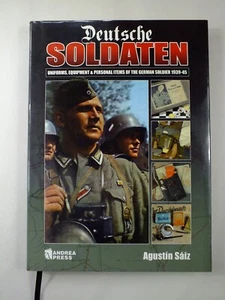 Deutsche
SOLDATEN
UNIFORMS, EQUIPMENT & PERSONAL ITEMS OF THE GERMAN SOLDIER 1939-45
ANDREA
PRESS
Agustín Sáiz